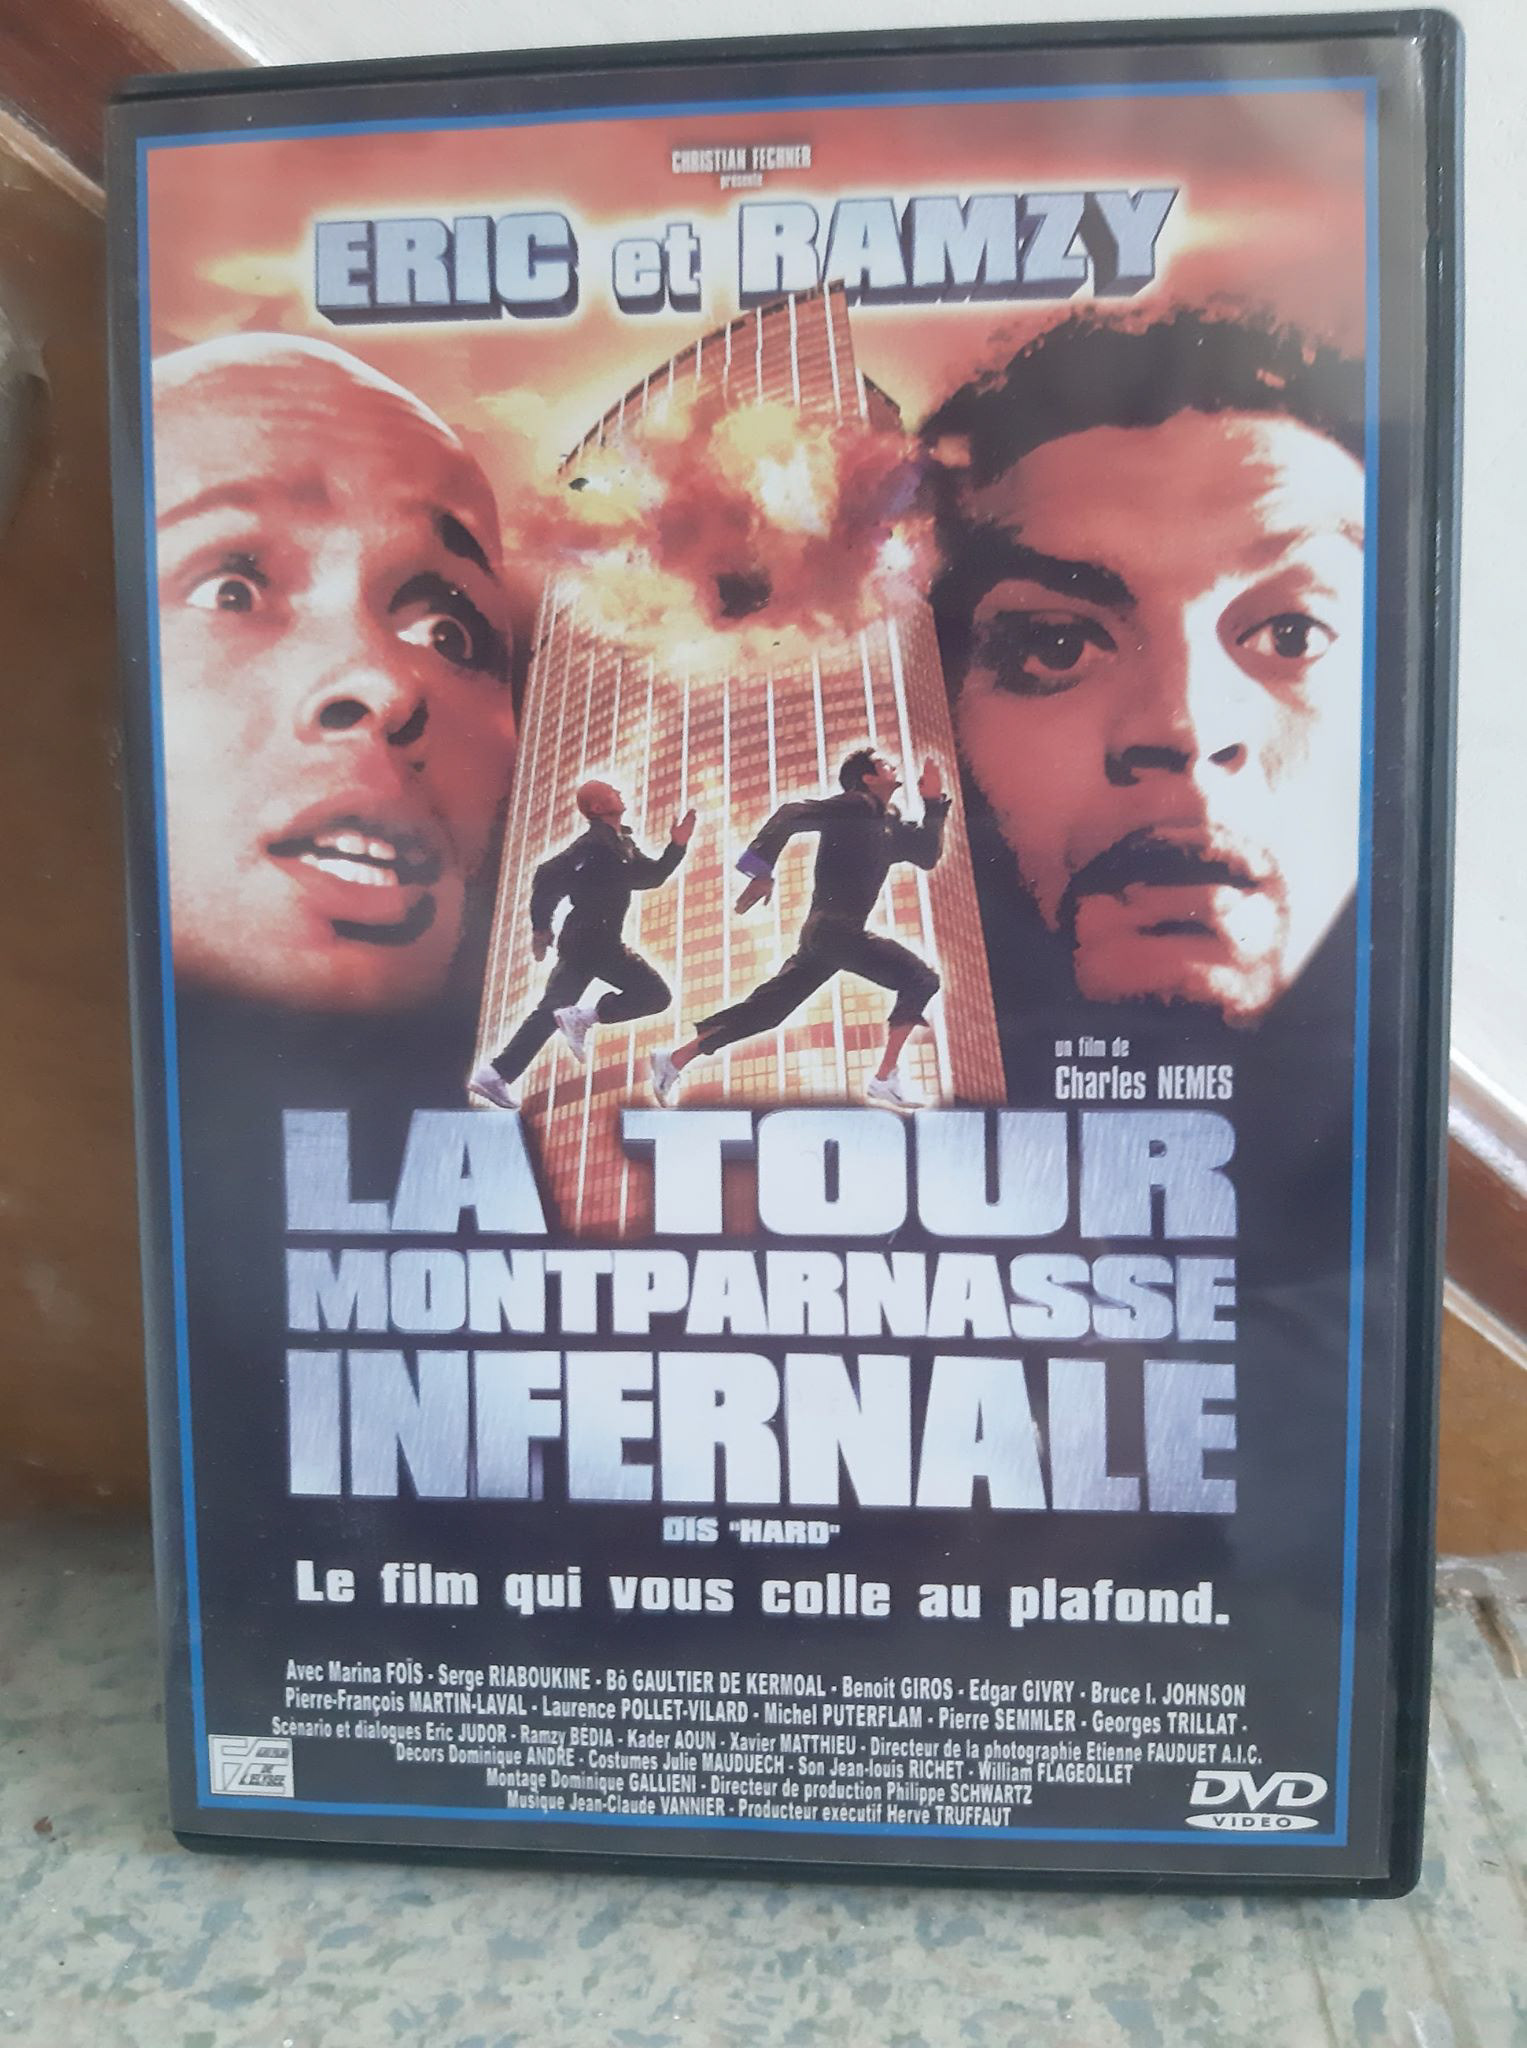 CHRISTIAN FECHNER
présente
ERIC et RAMZY
un film de
Charles NEMES
LA TOUR
MONTPARNASSE
INFERNALE
DIS "HARD"
Le film qui vous colle au plafond.
Avec Marina FOÏS - Serge RIABOUKINE - Bô GAULTIER DE KERMOAL - Benoit GIROS - Edgar GIVRY - Bruce I. JOHNSON
Pierre-François MARTIN-LAVAL - Laurence POLLET-VILARD - Michel PUTERFLAM - Pierre SEMMLER - Georges TRILLAT -
Scénario et dialogues Eric JUDOR - Ramzy BÉDIA - Kader AOUN - Xavier MATTHIEU - Directeur de la photographie Etienne FAUDUET A.I.C.
Décors Dominique ANDRE - Costumes Julie MAUDUECH - Son Jean-louis RICHET - William FLAGEOLLET
Montage Dominique GALLIENI - Directeur de production Philippe SCHWARTZ
Musique Jean-Claude VANNIER - Producteur exécutif Hervé TRUFFAUT
DVD
VIDEO